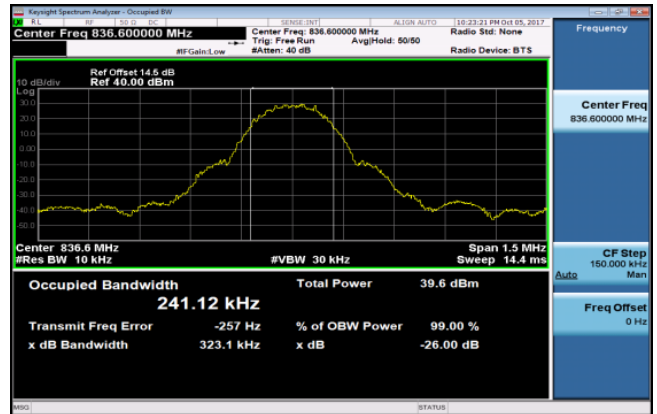 Keysight Spectrum Analyzer - Occupied BW
RL RF 50 Ω DC SENSE:INT ALIGN AUTO 10:23:21 PM Oct 05, 2017
Center Freq 836.600000 MHz Center Freq: 836.600000 MHz Radio Std: None
Trig: Free Run Avg|Hold: 50/50
#IFGain:Low #Atten: 40 dB Radio Device: BTS
Ref Offset 14.5 dB
10 dB/div Ref 40.00 dBm
Log
30.0
20.0
10.0
0.00
-10.0
-20.0
-30.0
-40.0
-50.0
Center 836.6 MHz Span 1.5 MHz
#Res BW 10 kHz #VBW 30 kHz Sweep 14.4 ms
Occupied Bandwidth Total Power 39.6 dBm
241.12 kHz
Transmit Freq Error -257 Hz % of OBW Power 99.00 %
x dB Bandwidth 323.1 kHz x dB -26.00 dB
MSG STATUS
Frequency
Center Freq
836.600000 MHz
CF Step
150.000 kHz
Auto Man
Freq Offset
0 Hz